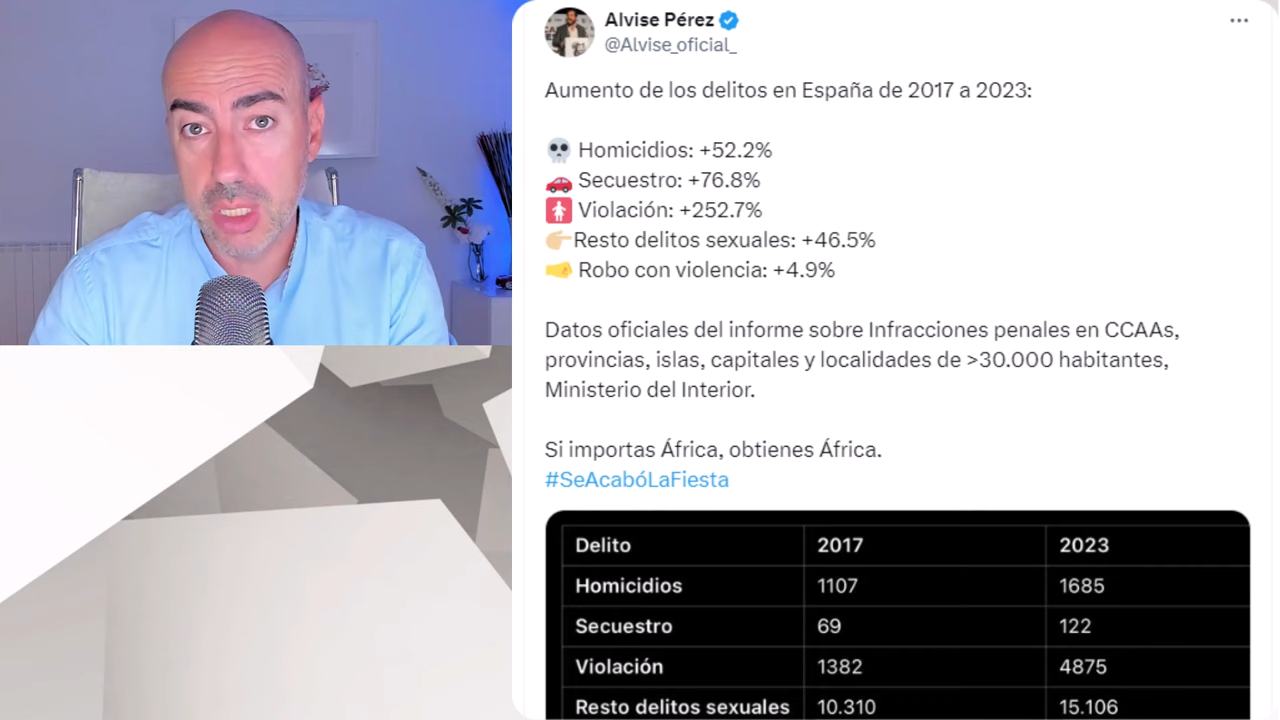 Alvise Pérez
@Alvise_oficial_
Aumento de los delitos en España de 2017 a 2023:
Homicidios: +52.2%
Secuestro: +76.8%
Violación: +252.7%
Resto delitos sexuales: +46.5%
Robo con violencia: +4.9%
Datos oficiales del informe sobre Infracciones penales en CCAAs,
provincias, islas, capitales y localidades de >30.000 habitantes,
Ministerio del Interior.
Si importas África, obtienes África.
#SeAcabóLaFiesta
Delito 2017 2023
Homicidios 1107 1685
Secuestro 69 122
Violación 1382 4875
Resto delitos sexuales 10.310 15.106